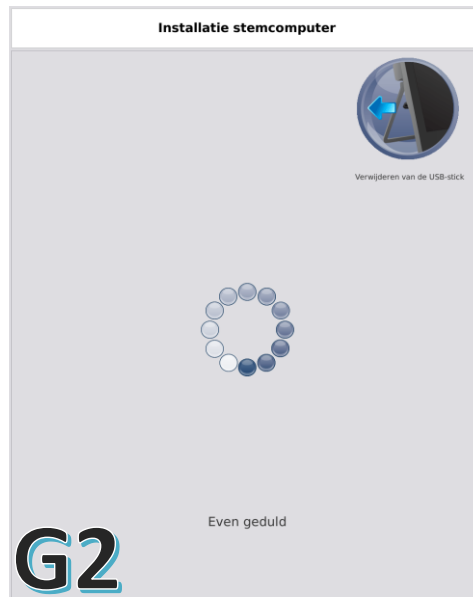 Installatie stemcomputer
Verwijderen van de USB-stick
Even geduld
G2